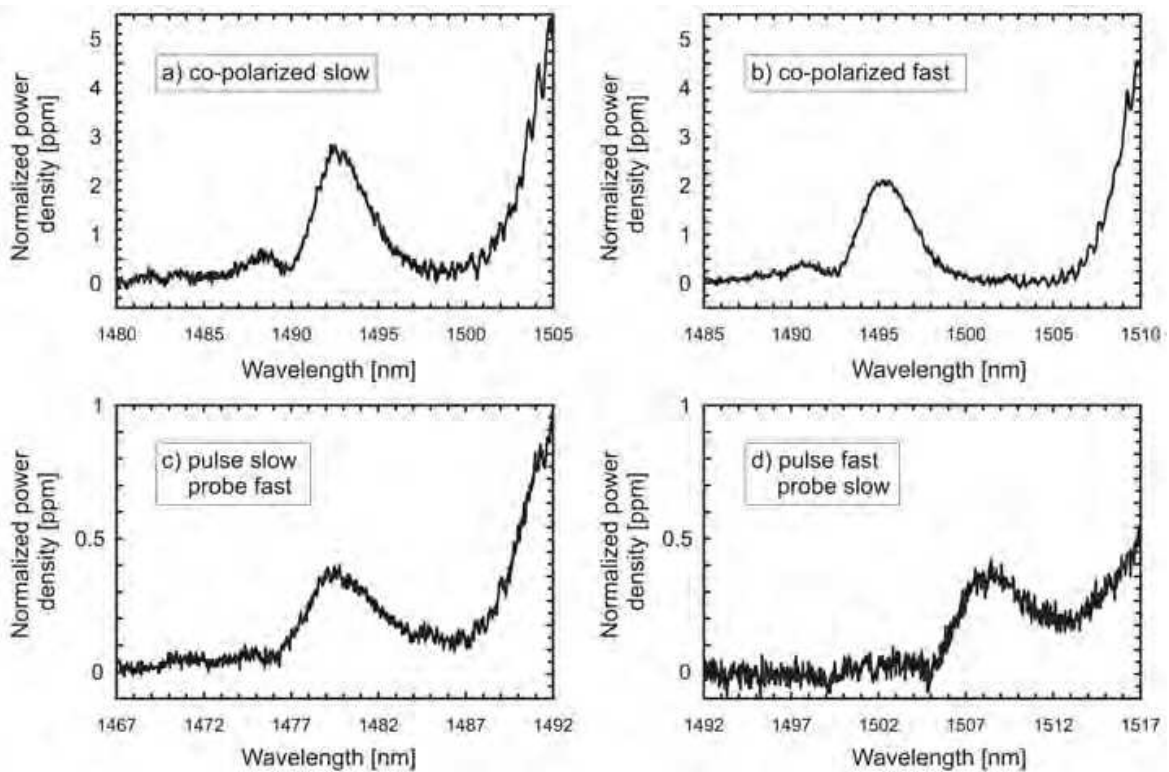 Normalized power
density [ppm]
5
4
3
2
1
0
a) co-polarized slow
1480 1485 1490 1495 1500 1505
Wavelength [nm]
Normalized power
density [ppm]
5
4
3
2
1
0
b) co-polarized fast
1485 1490 1495 1500 1505 1510
Wavelength [nm]
Normalized power
density [ppm]
1
0.5
0
c) pulse slow
probe fast
1467 1472 1477 1482 1487 1492
Wavelength [nm]
Normalized power
density [ppm]
1
0.5
0
d) pulse fast
probe slow
1492 1497 1502 1507 1512 1517
Wavelength [nm]